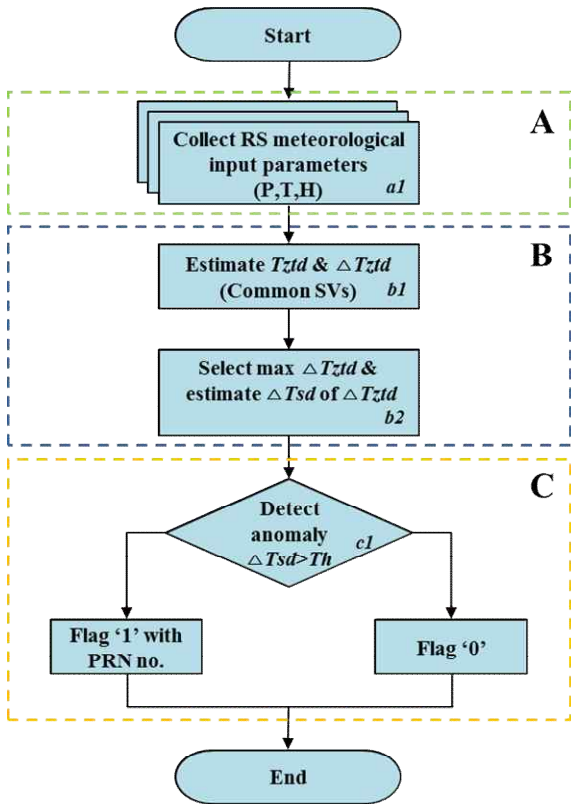 Start
A
Collect RS meteorological
input parameters
(P,T,H)
a1
B
Estimate Tztd & △Tztd
(Common SVs)
b1
Select max △Tztd &
estimate △Tsd of △Tztd
b2
C
Detect
anomaly
c1
△Tsd>Th
Flag ‘1’ with
PRN no.
Flag ‘0’
End